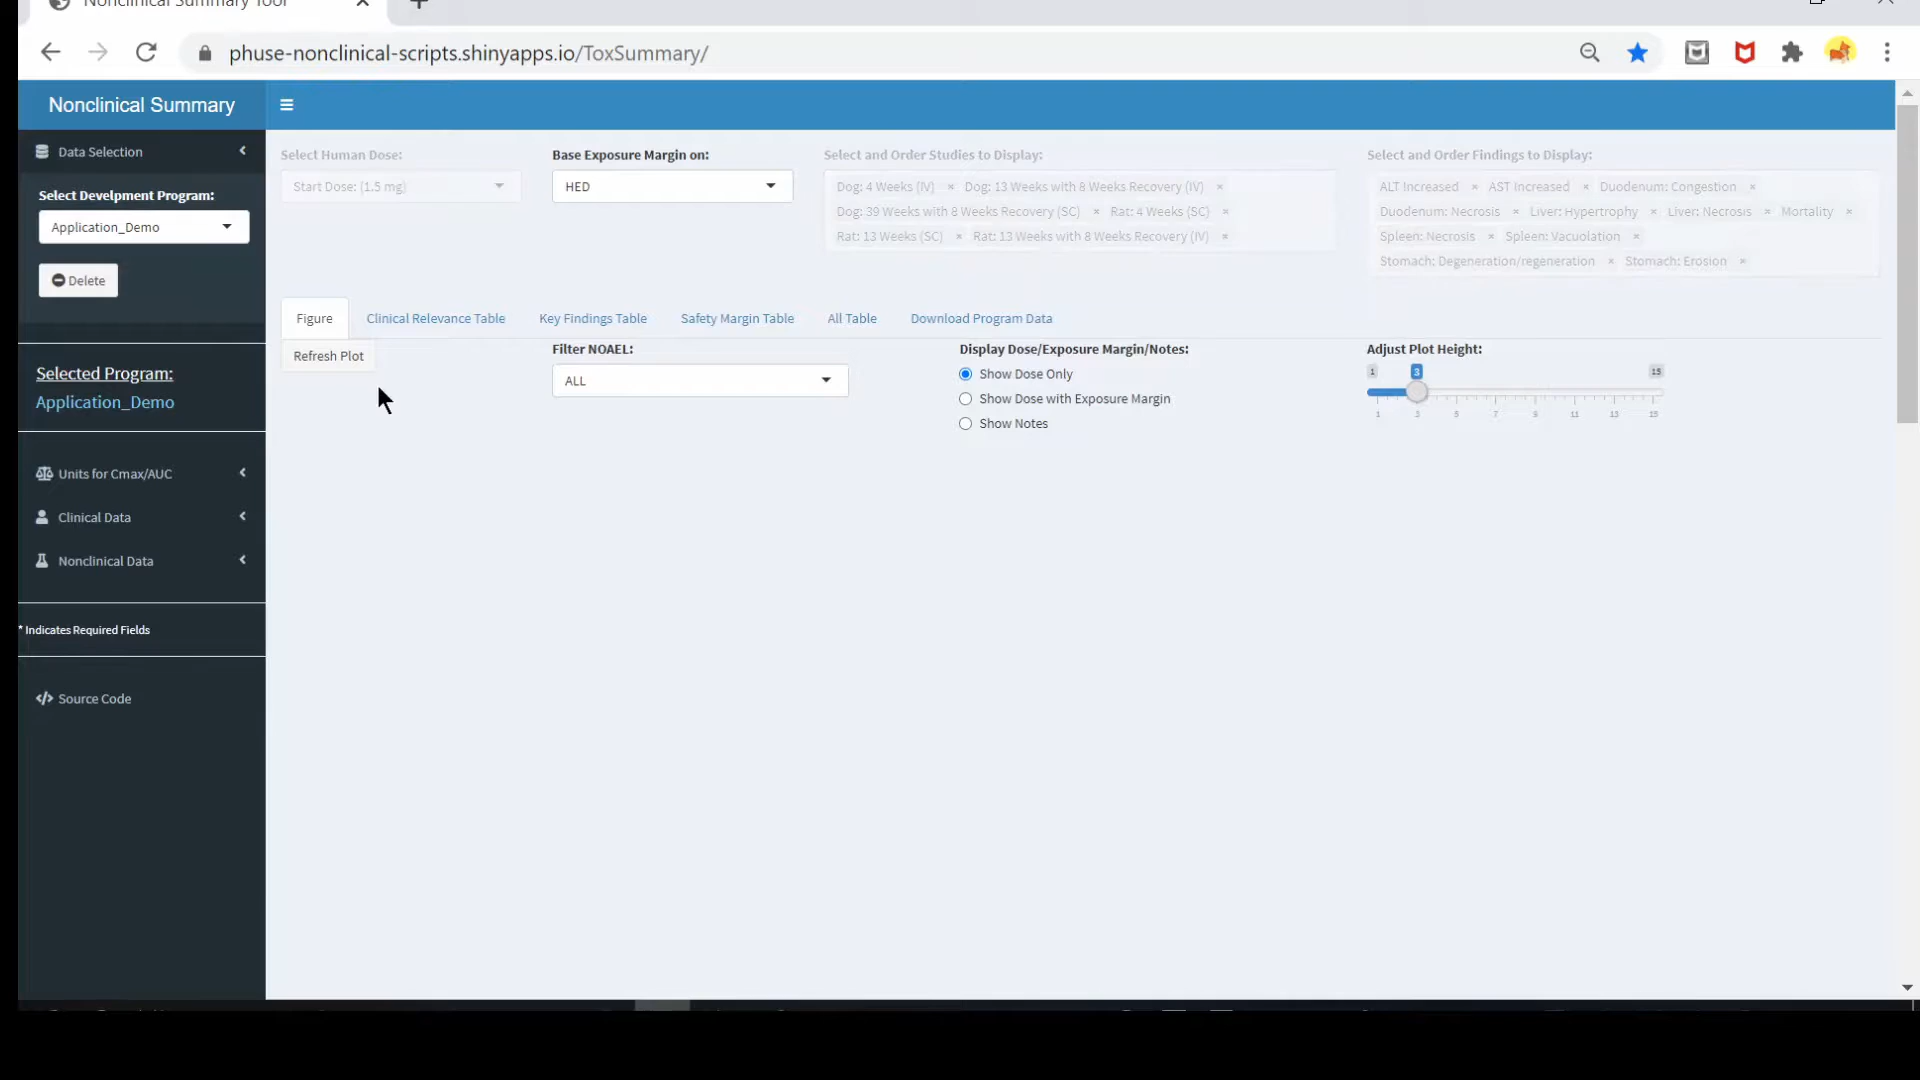 Nonclinical Summary Tool
phuse-nonclinical-scripts.shinyapps.io/ToxSummary/
Nonclinical Summary
Data Selection
Select Develpment Program:
Application_Demo
Delete
Selected Program:
Application_Demo
Units for Cmax/AUC
Clinical Data
Nonclinical Data
* Indicates Required Fields
Source Code
Select Human Dose:
Start Dose: (1.5 mg)
Base Exposure Margin on:
HED
Select and Order Studies to Display:
Dog: 4 Weeks (IV) × Dog: 13 Weeks with 8 Weeks Recovery (IV) ×
Dog: 39 Weeks with 8 Weeks Recovery (SC) × Rat: 4 Weeks (SC) ×
Rat: 13 Weeks (SC) × Rat: 13 Weeks with 8 Weeks Recovery (IV) ×
Select and Order Findings to Display:
ALT Increased × AST Increased × Duodenum: Congestion ×
Duodenum: Necrosis × Liver: Hypertrophy × Liver: Necrosis × Mortality ×
Spleen: Necrosis × Spleen: Vacuolation ×
Stomach: Degeneration/regeneration × Stomach: Erosion ×
Figure Clinical Relevance Table Key Findings Table Safety Margin Table All Table Download Program Data
Refresh Plot
Filter NOAEL:
ALL
Display Dose/Exposure Margin/Notes:
Show Dose Only
Show Dose with Exposure Margin
Show Notes
Adjust Plot Height:
1 3 15
1 3 5 7 9 11 13 15